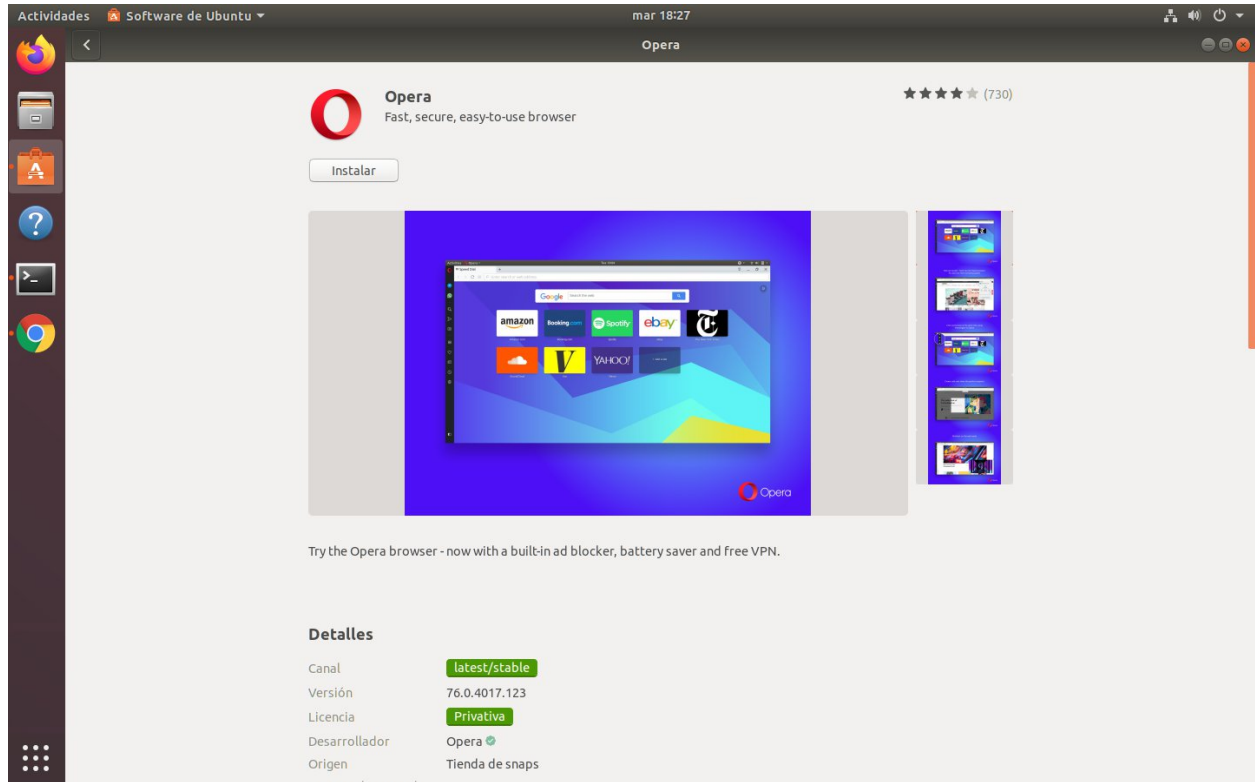 Actividades Software de Ubuntu mar 18:27
Opera
Opera
Fast, secure, easy-to-use browser
(730)
Instalar
Google
amazon Booking.com Spotify ebay
YAHOO!
Opera
Try the Opera browser - now with a built-in ad blocker, battery saver and free VPN.
Detalles
Canal latest/stable
Versión 76.0.4017.123
Licencia Privativa
Desarrollador Opera
Origen Tienda de snaps